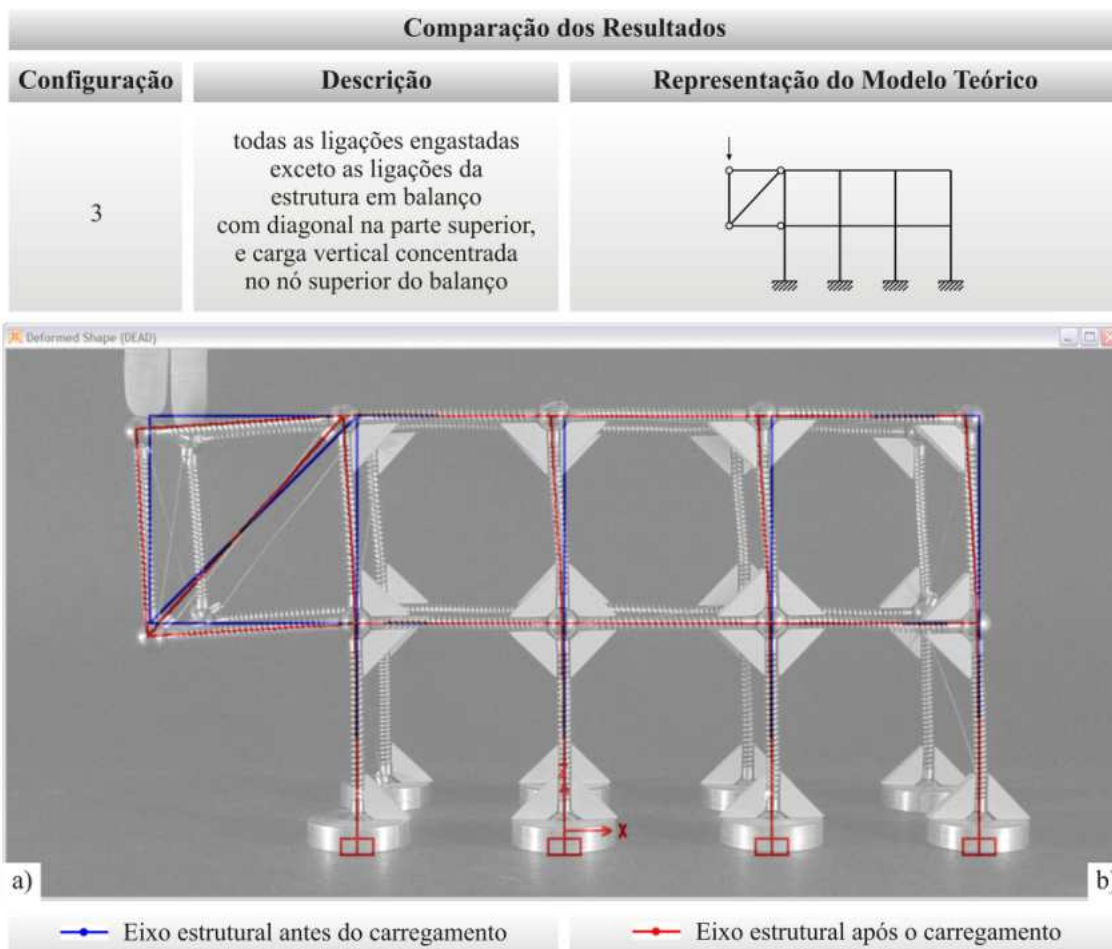 Comparação dos Resultados
Configuração
Descrição
Representação do Modelo Teórico
3
todas as ligações engastadas
exceto as ligações da
estrutura em balanço
com diagonal na parte superior,
e carga vertical concentrada
no nó superior do balanço
Deformed Shape (DEAD)
X
a)
b)
Eixo estrutural antes do carregamento
Eixo estrutural após o carregamento